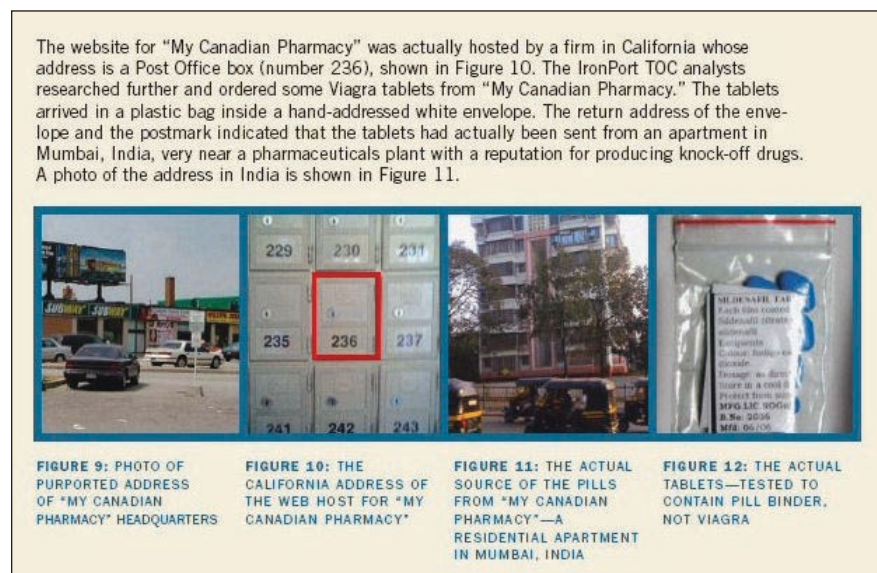 The website for “My Canadian Pharmacy” was actually hosted by a firm in California whose
address is a Post Office box (number 236), shown in Figure 10. The IronPort TOC analysts
researched further and ordered some Viagra tablets from “My Canadian Pharmacy.” The tablets
arrived in a plastic bag inside a hand-addressed white envelope. The return address of the enve-
lope and the postmark indicated that the tablets had actually been sent from an apartment in
Mumbai, India, very near a pharmaceuticals plant with a reputation for producing knock-off drugs.
A photo of the address in India is shown in Figure 11.
SUBWAY
SUBWAY
229 230 231
235 236 237
241 242 243
SILDENAFIL TAB
Each film coated
Sildenafil citrate
sildenafil
Excipients
Colour: Indigo ca
dioxide
Dosage: as direc
Store in a cool d
Protect from
MFG LIC
B.No: 2036
Mfd: 06/06
FIGURE 9: PHOTO OF
PURPORTED ADDRESS
OF “MY CANADIAN
PHARMACY” HEADQUARTERS
FIGURE 10: THE
CALIFORNIA ADDRESS OF
THE WEB HOST FOR “MY
CANADIAN PHARMACY”
FIGURE 11: THE ACTUAL
SOURCE OF THE PILLS
FROM “MY CANADIAN
PHARMACY”—A
RESIDENTIAL APARTMENT
IN MUMBAI, INDIA
FIGURE 12: THE ACTUAL
TABLETS—TESTED TO
CONTAIN PILL BINDER,
NOT VIAGRA